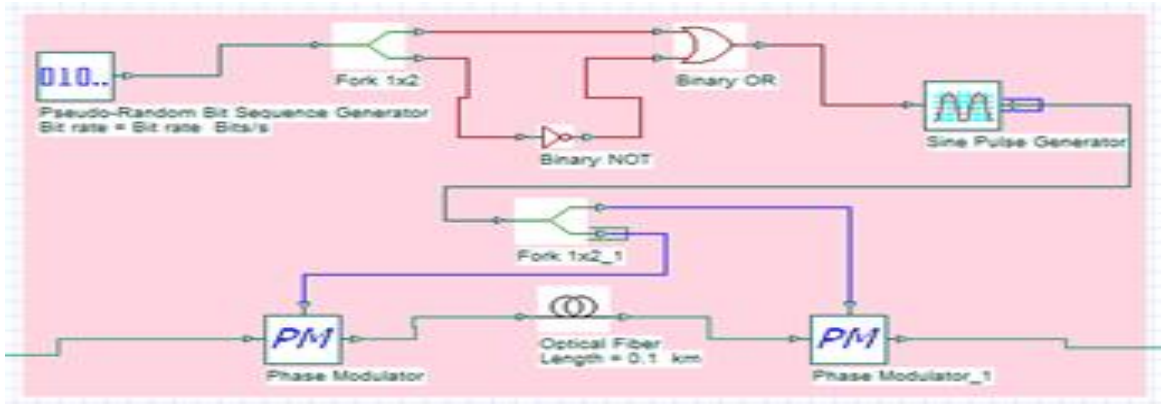 010..
Pseudo-Random Bit Sequence Generator
Bit rate = Bit rate Bits/s
Fork 1x2
Binary NOT
Binary OR
Sine Pulse Generator
Fork 1x2_1
PM
Phase Modulator
Optical Fiber
Length = 0.1 km
PM
Phase Modulator_1